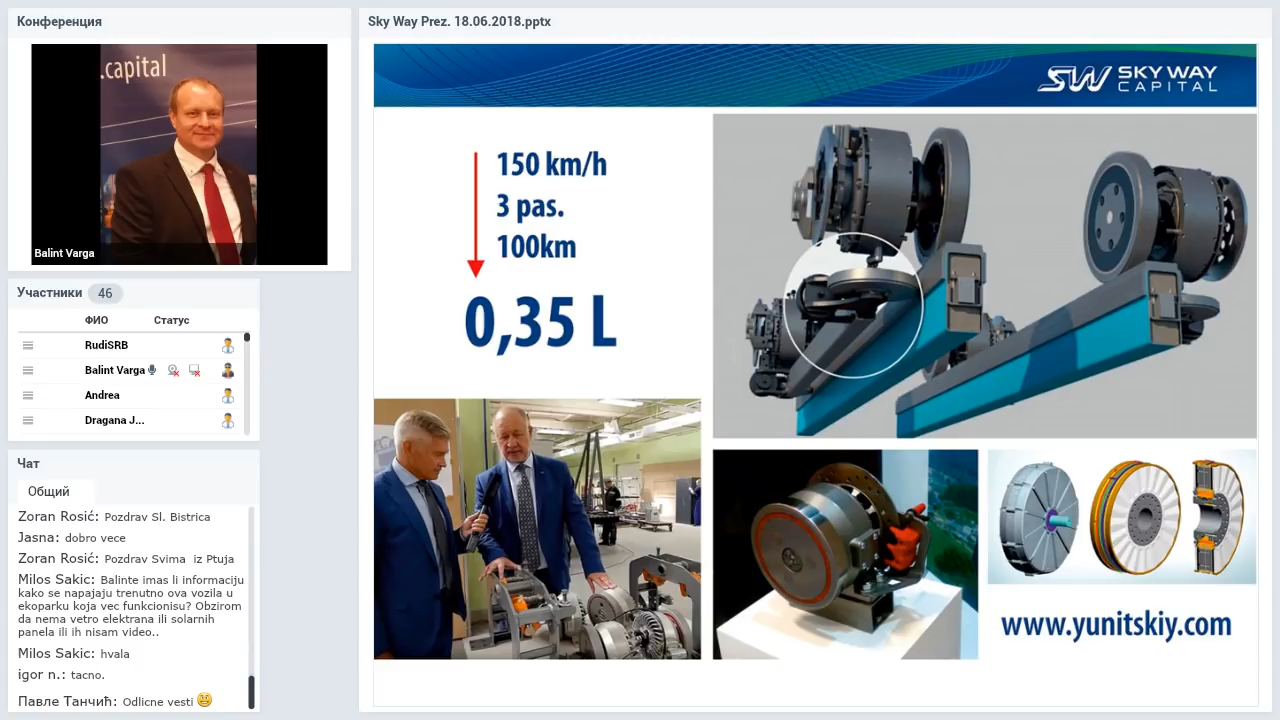 Конференция
.capital
Balint Varga
Участники 46
ФИО Статус
RudiSRB
Balint Varga
Andrea
Dragana J...
Чат
Общий
Zoran Rosić: Pozdrav Sl. Bistrica
Jasna: dobro vece
Zoran Rosić: Pozdrav Svima iz Ptuja
Milos Sakic: Balinte imas li informaciju
kako se napajaju trenutno ova vozila u
ekoparku koja vec funkcionisu? Obzirom
da nema vetro elektrana ili solarnih
panela ili ih nisam video..
Milos Sakic: hvala
igor n.: tacno.
Павле Танчић: Odlicne vesti
Sky Way Prez. 18.06.2018.pptx
SW SKY WAY
CAPITAL
150 km/h
3 pas.
100km
0,35 L
www.yunitskiy.com